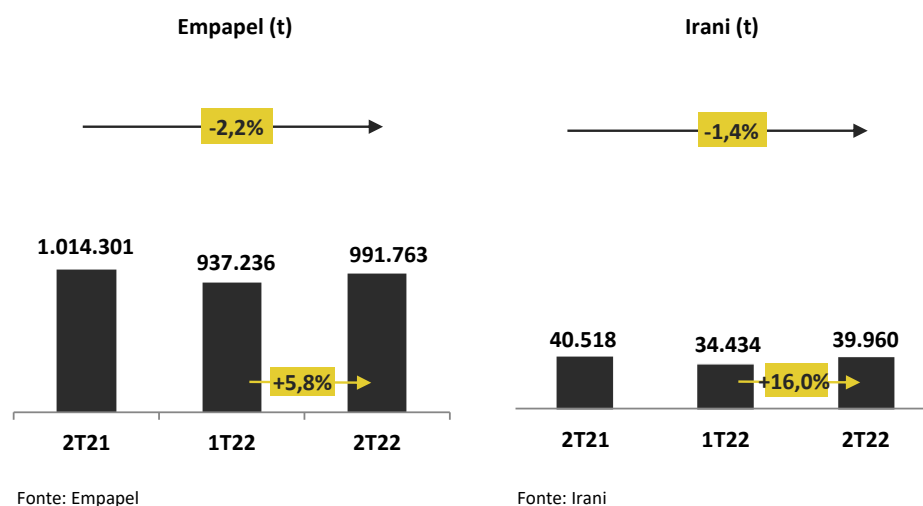 Empapel (t)
-2,2%
1.014.301
937.236
991.763
+5,8%
2T21
1T22
2T22
Fonte: Empapel
Irani (t)
-1,4%
40.518
34.434
39.960
+16,0%
2T21
1T22
2T22
Fonte: Irani